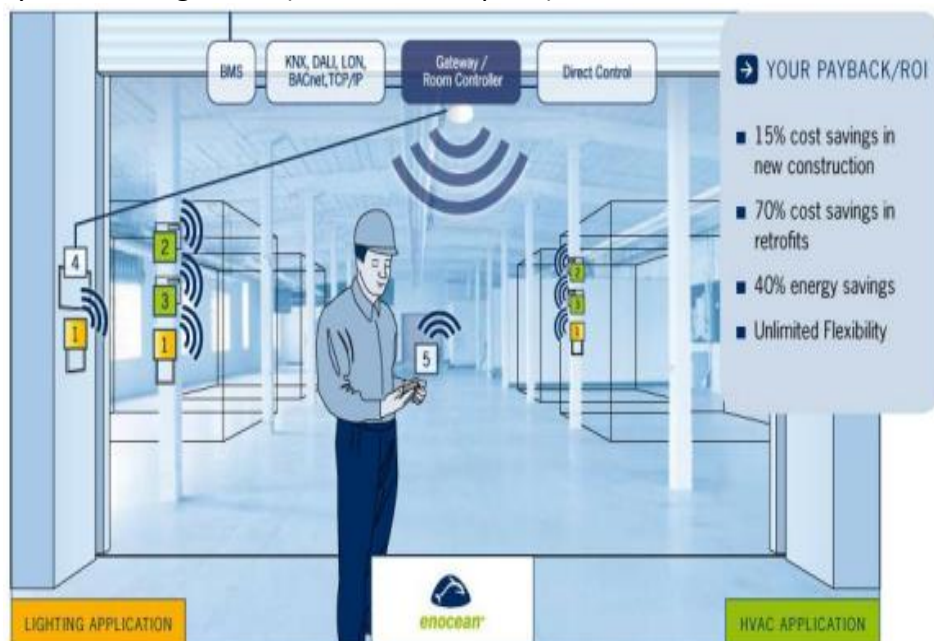 BMS
KNX, DALI, LON,
BACnet, TCP/IP
Gateway /
Room Controller
Direct Control
YOUR PAYBACK/ROI
15% cost savings in
new construction
70% cost savings in
retrofits
40% energy savings
Unlimited Flexibility
4
1
2
3
1
5
2
3
1
LIGHTING APPLICATION
enocean®
HVAC APPLICATION